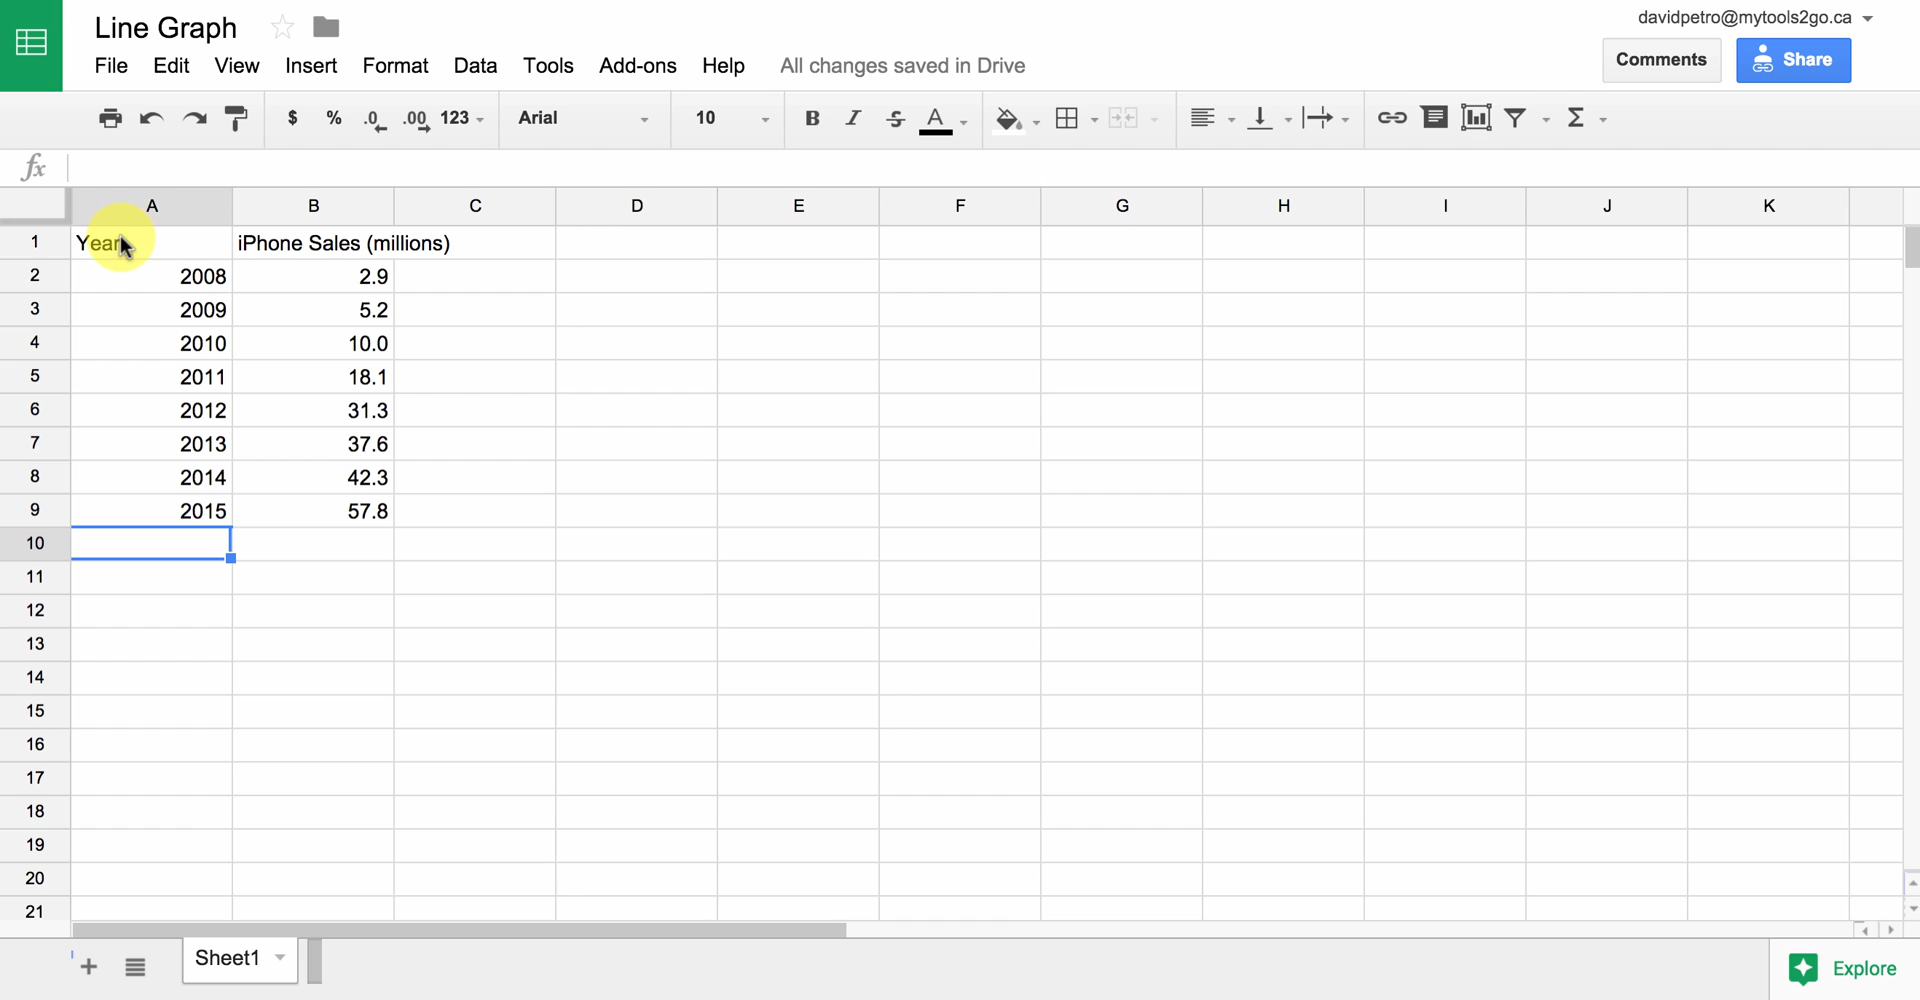 Line Graph
davidpetro@mytools2go.ca
File Edit View Insert Format Data Tools Add-ons Help All changes saved in Drive
Comments Share
$ % .0 .00 123 Arial 10 B I S A Σ
fx
A B C D E F G H I J K
1 Year iPhone Sales (millions)
2 2008 2.9
3 2009 5.2
4 2010 10.0
5 2011 18.1
6 2012 31.3
7 2013 37.6
8 2014 42.3
9 2015 57.8
10
11
12
13
14
15
16
17
18
19
20
21
Sheet1
Explore